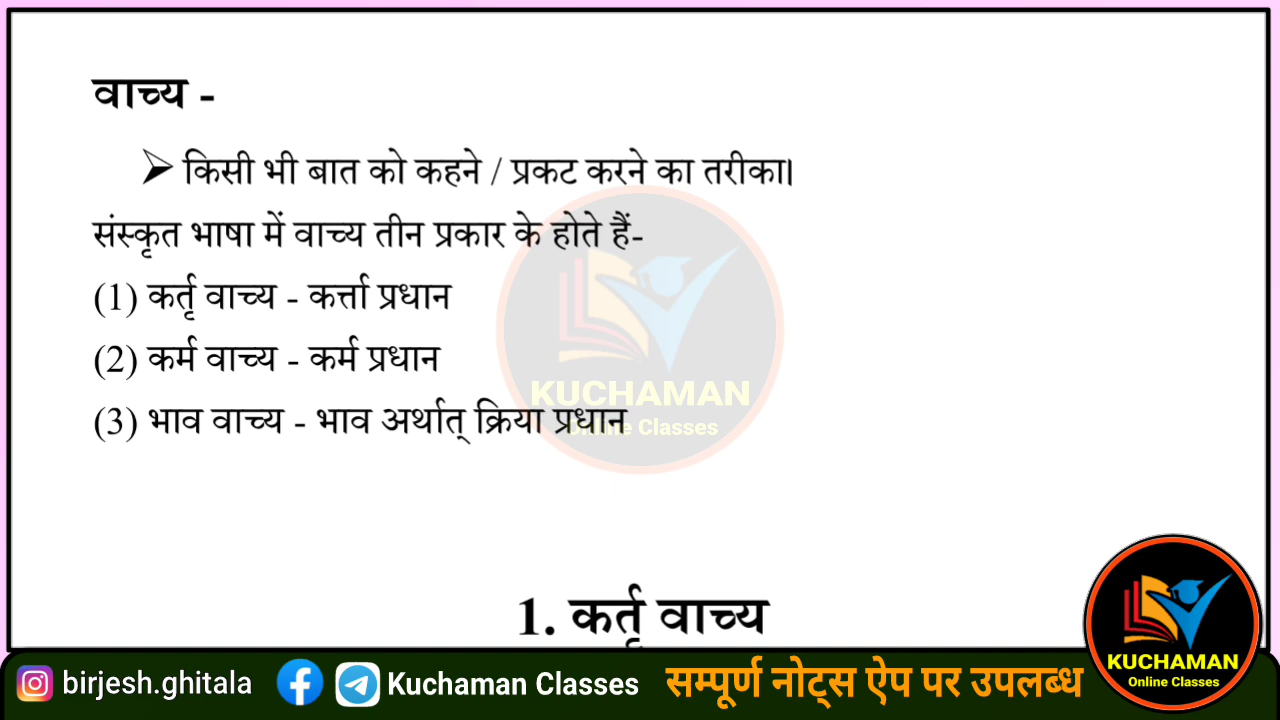 वाच्य -
➢ किसी भी बात को कहने / प्रकट करने का तरीका।
संस्कृत भाषा में वाच्य तीन प्रकार के होते हैं-
(1) कर्तृ वाच्य - कर्त्ता प्रधान
(2) कर्म वाच्य - कर्म प्रधान
(3) भाव वाच्य - भाव अर्थात् क्रिया प्रधान
KUCHAMAN
Online Classes
1. कर्तृ वाच्य
birjesh.ghitala
Kuchaman Classes
सम्पूर्ण नोट्स ऐप पर उपलब्ध
KUCHAMAN
Online Classes